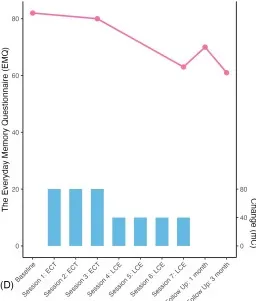 The Everyday Memory Questionnaire (EMQ)
80
60
40
20
0
80
40
0
Change (mC)
Baseline
Session 1: ECT
Session 2: ECT
Session 3: ECT
Session 4: LCE
Session 5: LCE
Session 6: LCE
Session 7: LCE
Follow Up: 1 month
Follow Up: 3 month
(D)